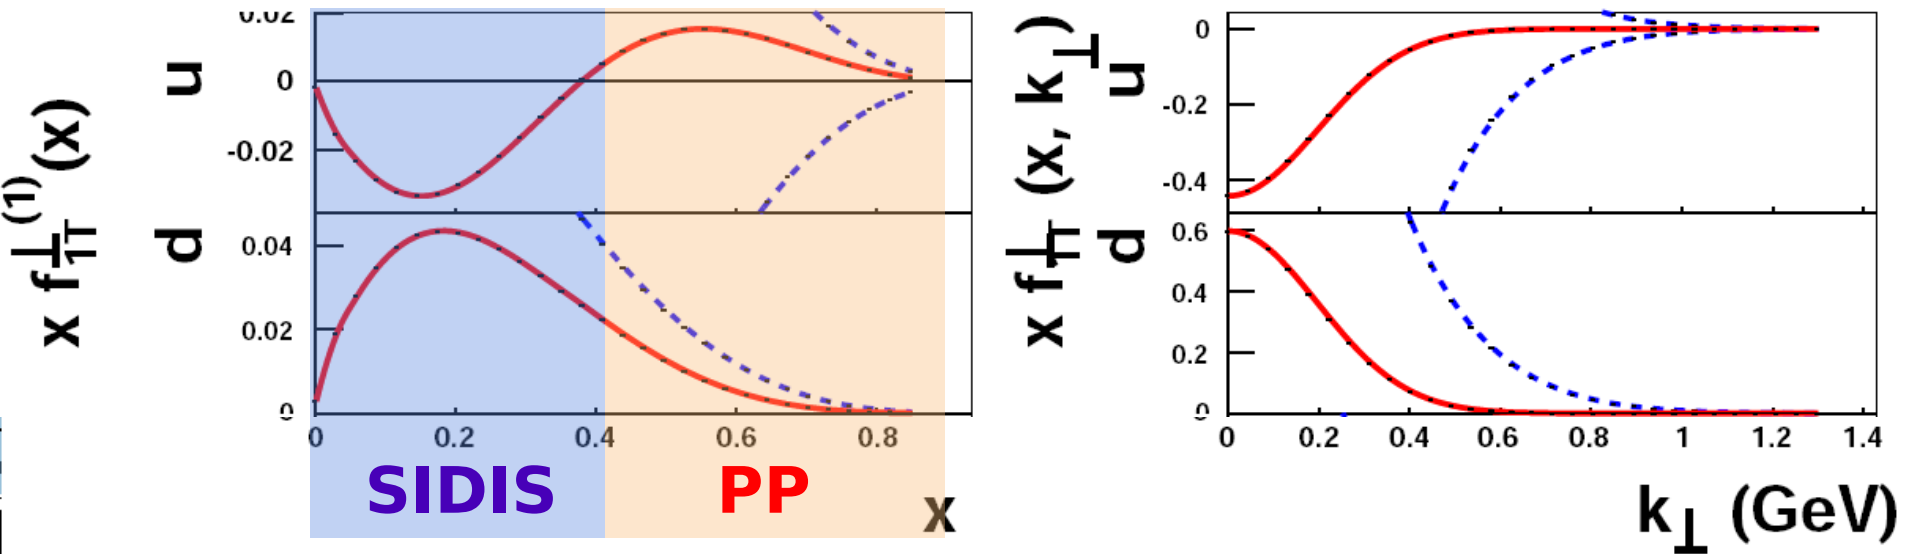 x f⊥(1)1T(x)
u
0.02
0
-0.02
d
0.04
0.02
0
0 0.2 0.4 0.6 0.8
SIDIS PP
x
x f⊥1T(x, k⊥)
u
0
-0.2
-0.4
d
0.6
0.4
0.2
0
0 0.2 0.4 0.6 0.8 1 1.2 1.4
k⊥ (GeV)